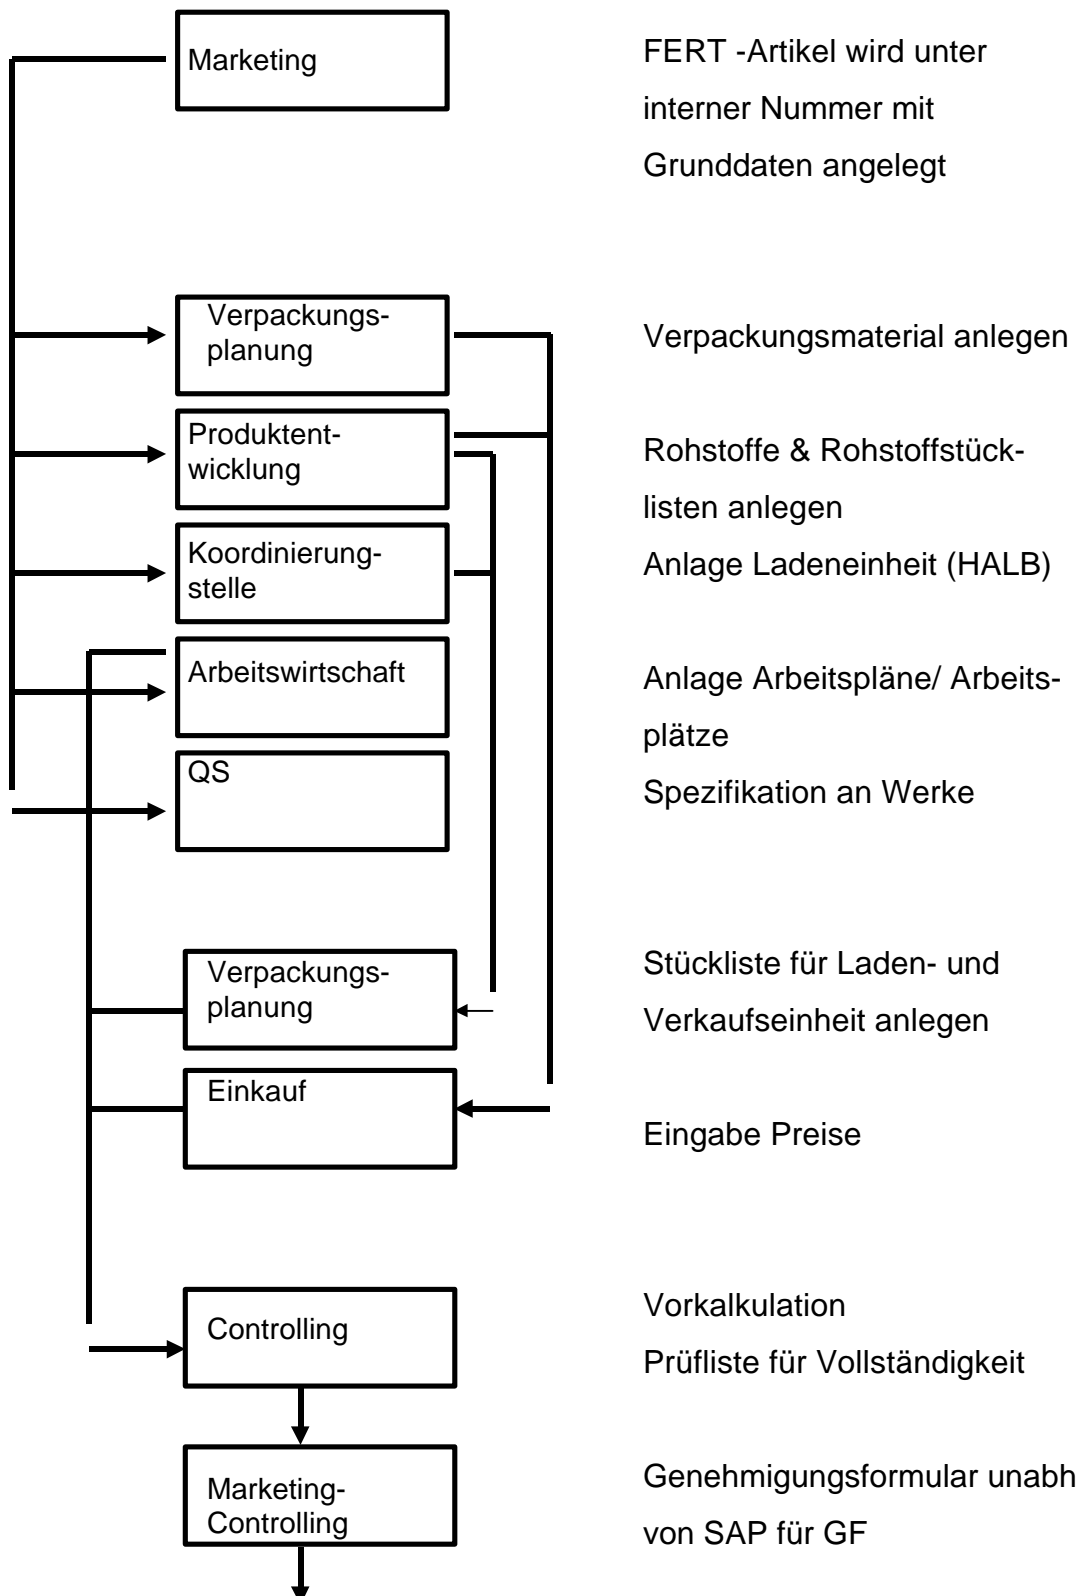 Marketing
FERT -Artikel wird unter
interner Nummer mit
Grunddaten angelegt
Verpackungs-
planung
Verpackungsmaterial anlegen
Produktent-
wicklung
Rohstoffe & Rohstoffstück-
listen anlegen
Koordinierung-
stelle
Anlage Ladeneinheit (HALB)
Arbeitswirtschaft
Anlage Arbeitspläne/ Arbeits-
plätze
QS
Spezifikation an Werke
Verpackungs-
planung
Stückliste für Laden- und
Verkaufseinheit anlegen
Einkauf
Eingabe Preise
Controlling
Vorkalkulation
Prüfliste für Vollständigkeit
Marketing-
Controlling
Genehmigungsformular unabh
von SAP für GF